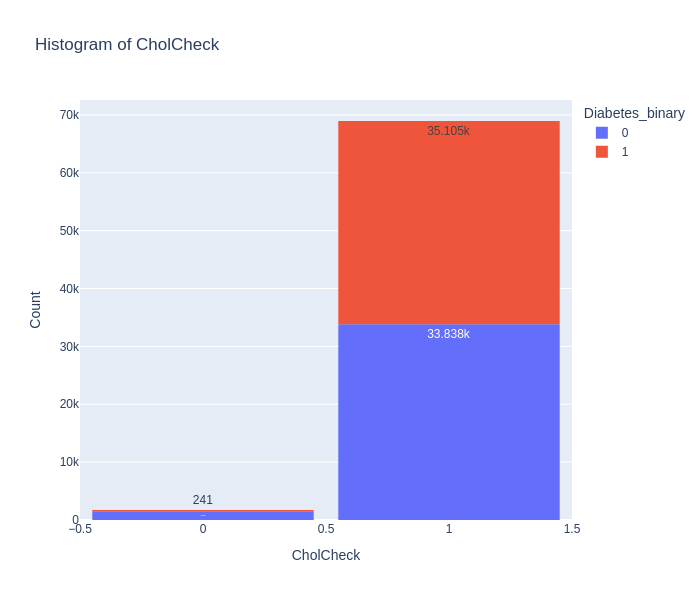 Histogram of CholCheck
Diabetes_binary
0
1
70k
60k
50k
40k
30k
20k
10k
0
Count
35.105k
33.838k
241
−0.5
0
0.5
1
1.5
CholCheck